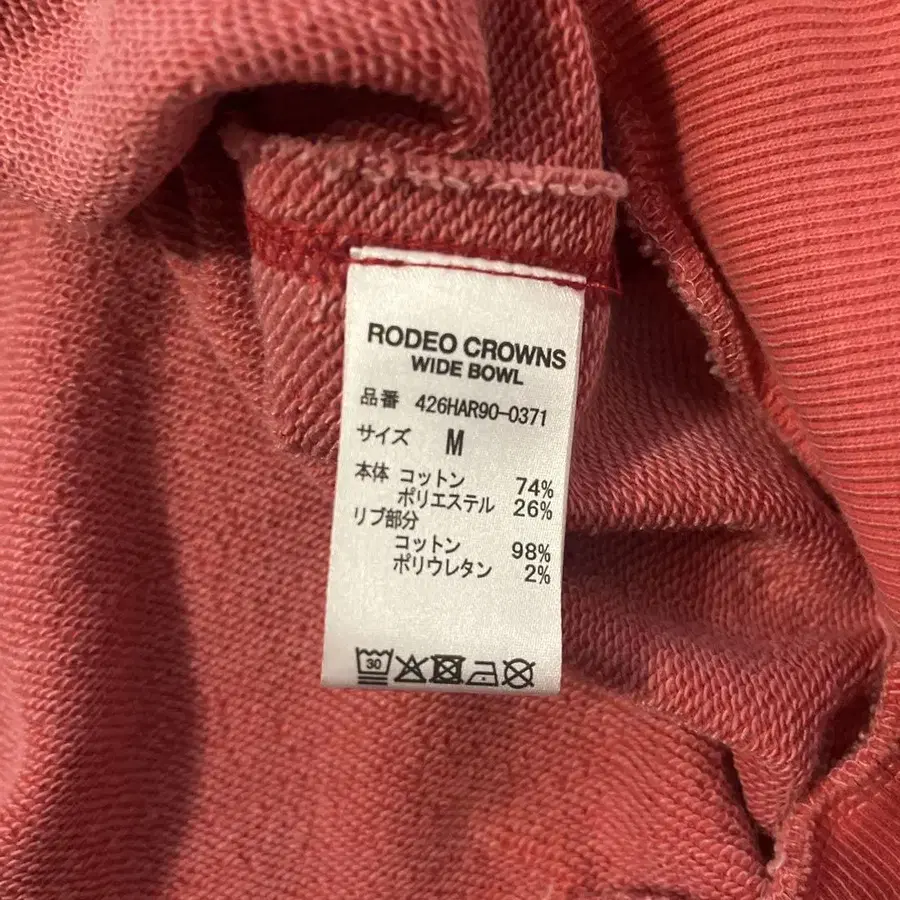 RODEO CROWNS
WIDE BOWL
品番 426HAR90-0371
サイズ M
本体 コットン 74%
ポリエステル 26%
リブ部分
コットン 98%
ポリウレタン 2%
30